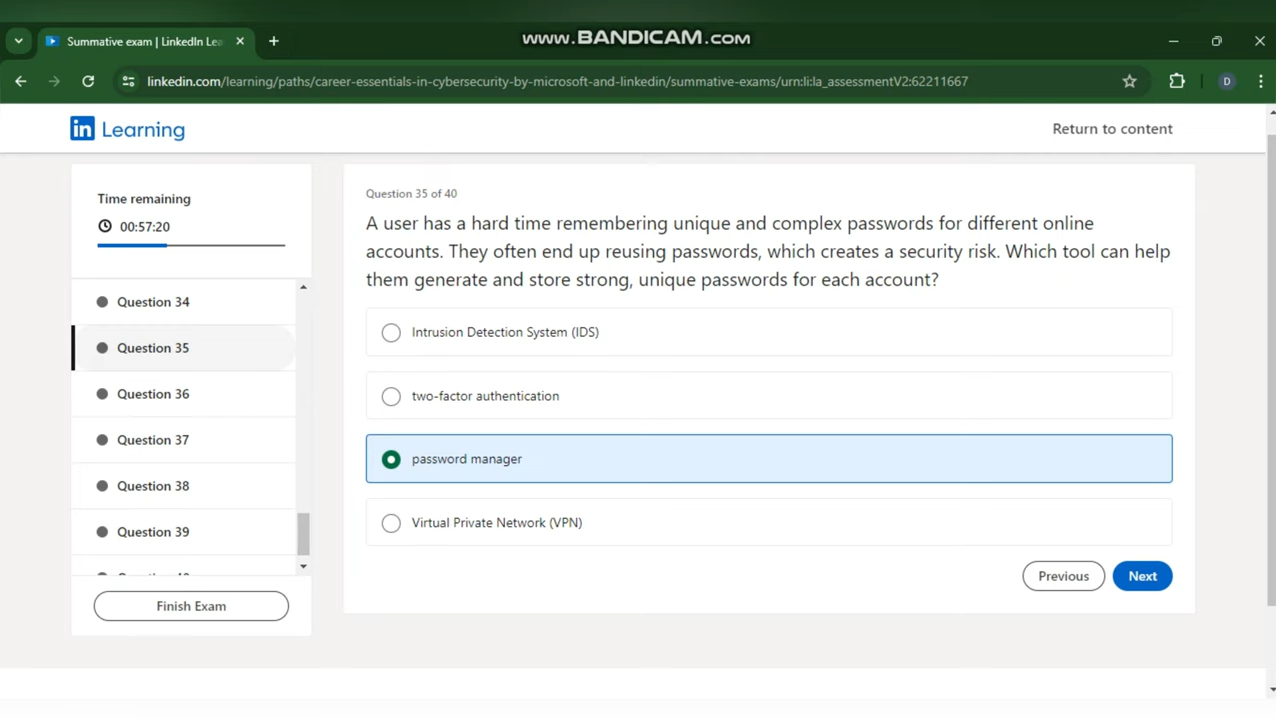 www.BANDICAM.com
Summative exam | LinkedIn Lea
linkedin.com/learning/paths/career-essentials-in-cybersecurity-by-microsoft-and-linkedin/summative-exams/urn:li:la_assessmentV2:62211667
D
in Learning
Return to content
Time remaining
00:57:20
Question 34
Question 35
Question 36
Question 37
Question 38
Question 39
Finish Exam
Question 35 of 40
A user has a hard time remembering unique and complex passwords for different online
accounts. They often end up reusing passwords, which creates a security risk. Which tool can help
them generate and store strong, unique passwords for each account?
Intrusion Detection System (IDS)
two-factor authentication
password manager
Virtual Private Network (VPN)
Previous
Next